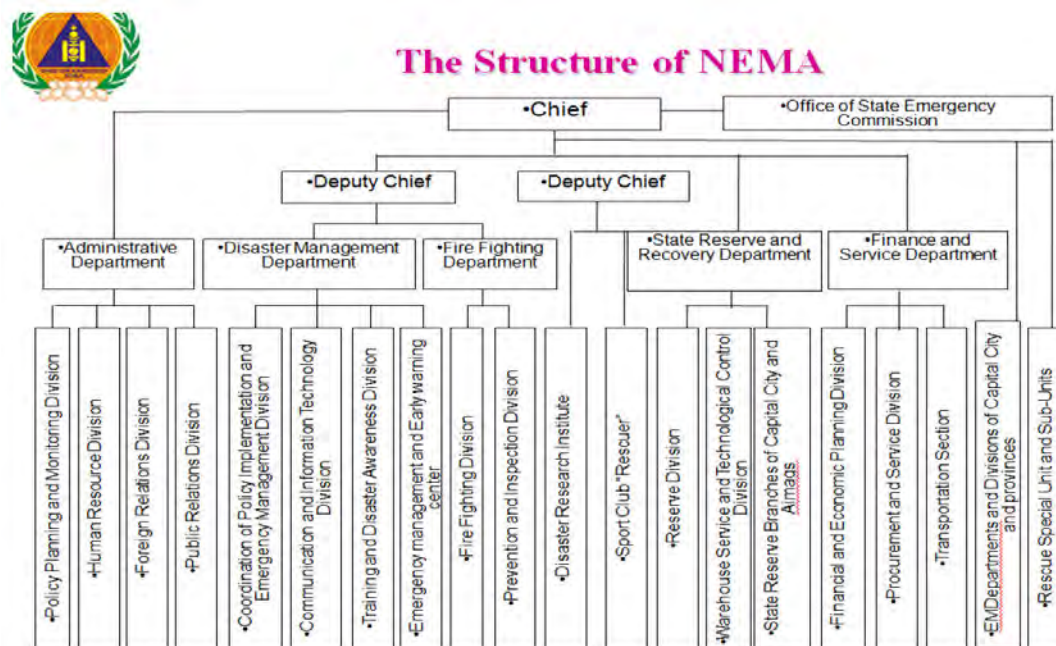 The Structure of NEMA
•Chief
•Office of State Emergency
Commission
•Deputy Chief
•Deputy Chief
•Administrative
Department
•Disaster Management
Department
•Fire Fighting
Department
•State Reserve and
Recovery Department
•Finance and
Service Department
•Policy Planning and Monitoring Division
•Human Resource Division
•Foreign Relations Division
•Public Relations Division
•Coordination of Policy Implementation and
Emergency Management Division
•Communication and Information Technology
Division
•Training and Disaster Awareness Division
•Emergency management and Early warning
center
•Fire Fighting Division
•Prevention and Inspection Division
•Disaster Research Institute
•Sport Club "Rescuer"
•Reserve Division
•Warehouse Service and Technological Control
Division
•State Reserve Branches of Capital City and
Aimags
•Financial and Economic Planning Division
•Procurement and Service Division
•Transportation Section
•EMDepartments and Divisions of Capital City
and provinces
•Rescue Special Unit and Sub-Units